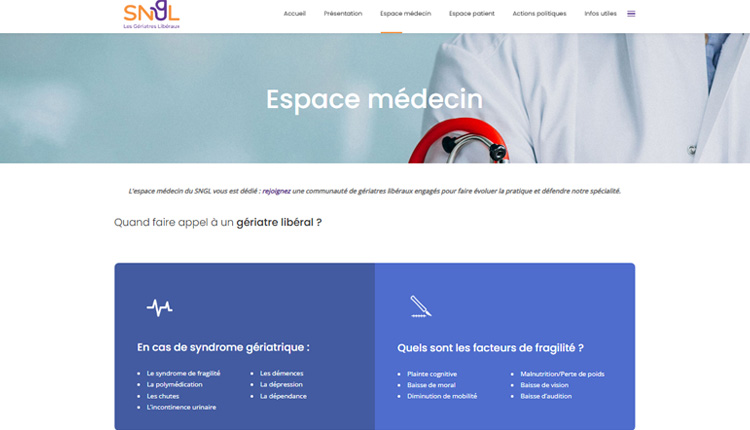 SNGL
Les Gériatres Libéraux
Accueil Présentation Espace médecin Espace patient Actions politiques Infos utiles
Espace médecin
L'espace médecin du SNGL vous est dédié : rejoignez une communauté de gériatres libéraux engagés pour faire évoluer la pratique et défendre notre spécialité.
Quand faire appel à un gériatre libéral ?
En cas de syndrome gériatrique :
Le syndrome de fragilité
La polymédication
Les chutes
L'incontinence urinaire
Les démences
La dépression
La dépendance
Quels sont les facteurs de fragilité ?
Plainte cognitive
Baisse de moral
Diminution de mobilité
Malnutrition/Perte de poids
Baisse de vision
Baisse d'audition